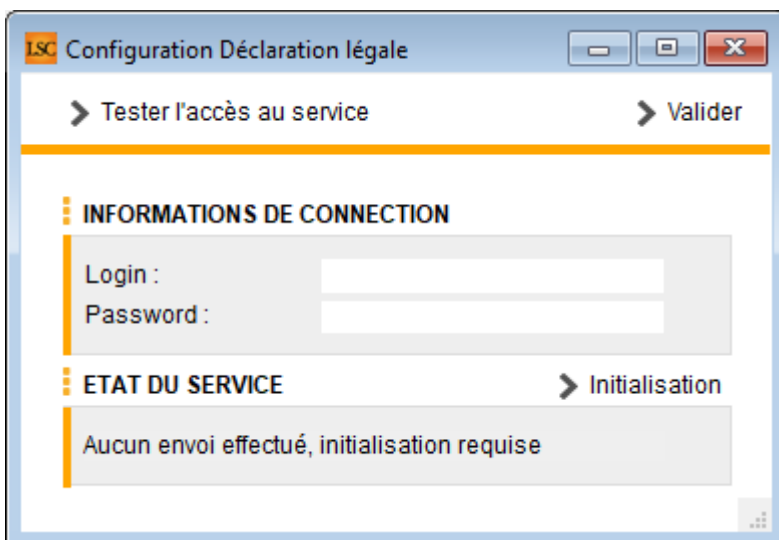 LSC Configuration Déclaration légale
Tester l'accès au service Valider
INFORMATIONS DE CONNECTION
Login :
Password :
ETAT DU SERVICE Initialisation
Aucun envoi effectué, initialisation requise